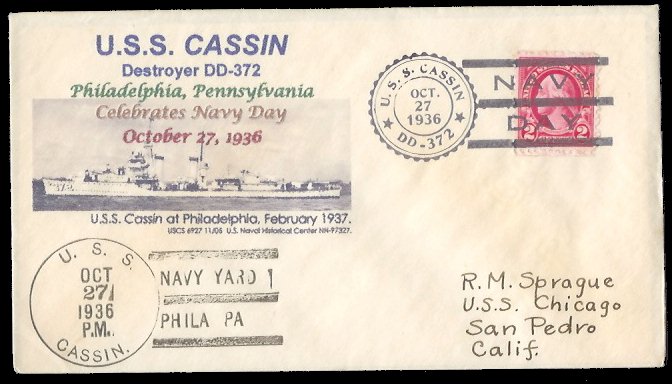 U.S.S. CASSIN
Destroyer DD-372
Philadelphia, Pennsylvania
Celebrates Navy Day
October 27, 1936
U.S.S. Cassin at Philadelphia, February 1937.
USCS 6927 11/06 U.S. Naval Historical Center NH-97327.
U. S. S. CASSIN
OCT.
27
1936
DD-372
NAVY
DAY
2 2
U. S. S.
OCT
27
1936
P.M.
CASSIN.
NAVY YARD
PHILA PA
R.M. Sprague
U.S.S. Chicago
San Pedro
Calif.